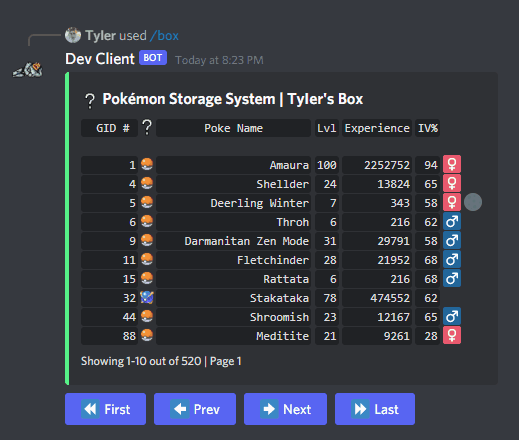 Tyler used /box
Dev Client BOT Today at 8:23 PM
? Pokémon Storage System | Tyler's Box
GID # ? Poke Name Lvl Experience IV%
1 Amaura 100 2252752 94 ♀
4 Shellder 24 13824 65 ♀
5 Deerling Winter 7 343 58 ♀
6 Throh 6 216 62 ♂
9 Darmanitan Zen Mode 31 29791 58 ♂
11 Fletchinder 28 21952 68 ♂
15 Rattata 6 216 68 ♂
32 Stakataka 78 474552 62
44 Shroomish 23 12167 65 ♂
88 Meditite 21 9261 28 ♀
Showing 1-10 out of 520 | Page 1
First Prev Next Last